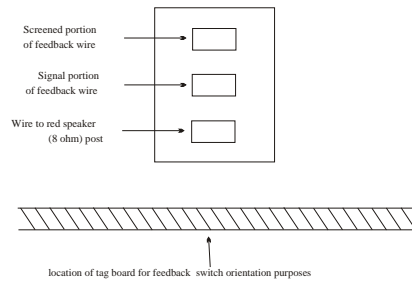 Screened portion
of feedback wire
Signal portion
of feedback wire
Wire to red speaker
(8 ohm) post
location of tag board for feedback switch orientation purposes